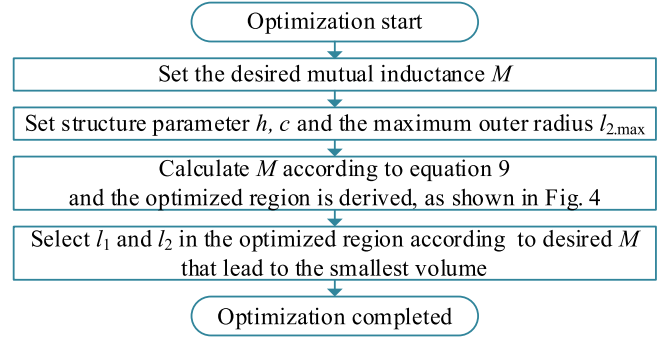 Optimization start
Set the desired mutual inductance M
Set structure parameter h, c and the maximum outer radius l2.max
Calculate M according to equation 9
and the optimized region is derived, as shown in Fig. 4
Select l1 and l2 in the optimized region according to desired M
that lead to the smallest volume
Optimization completed